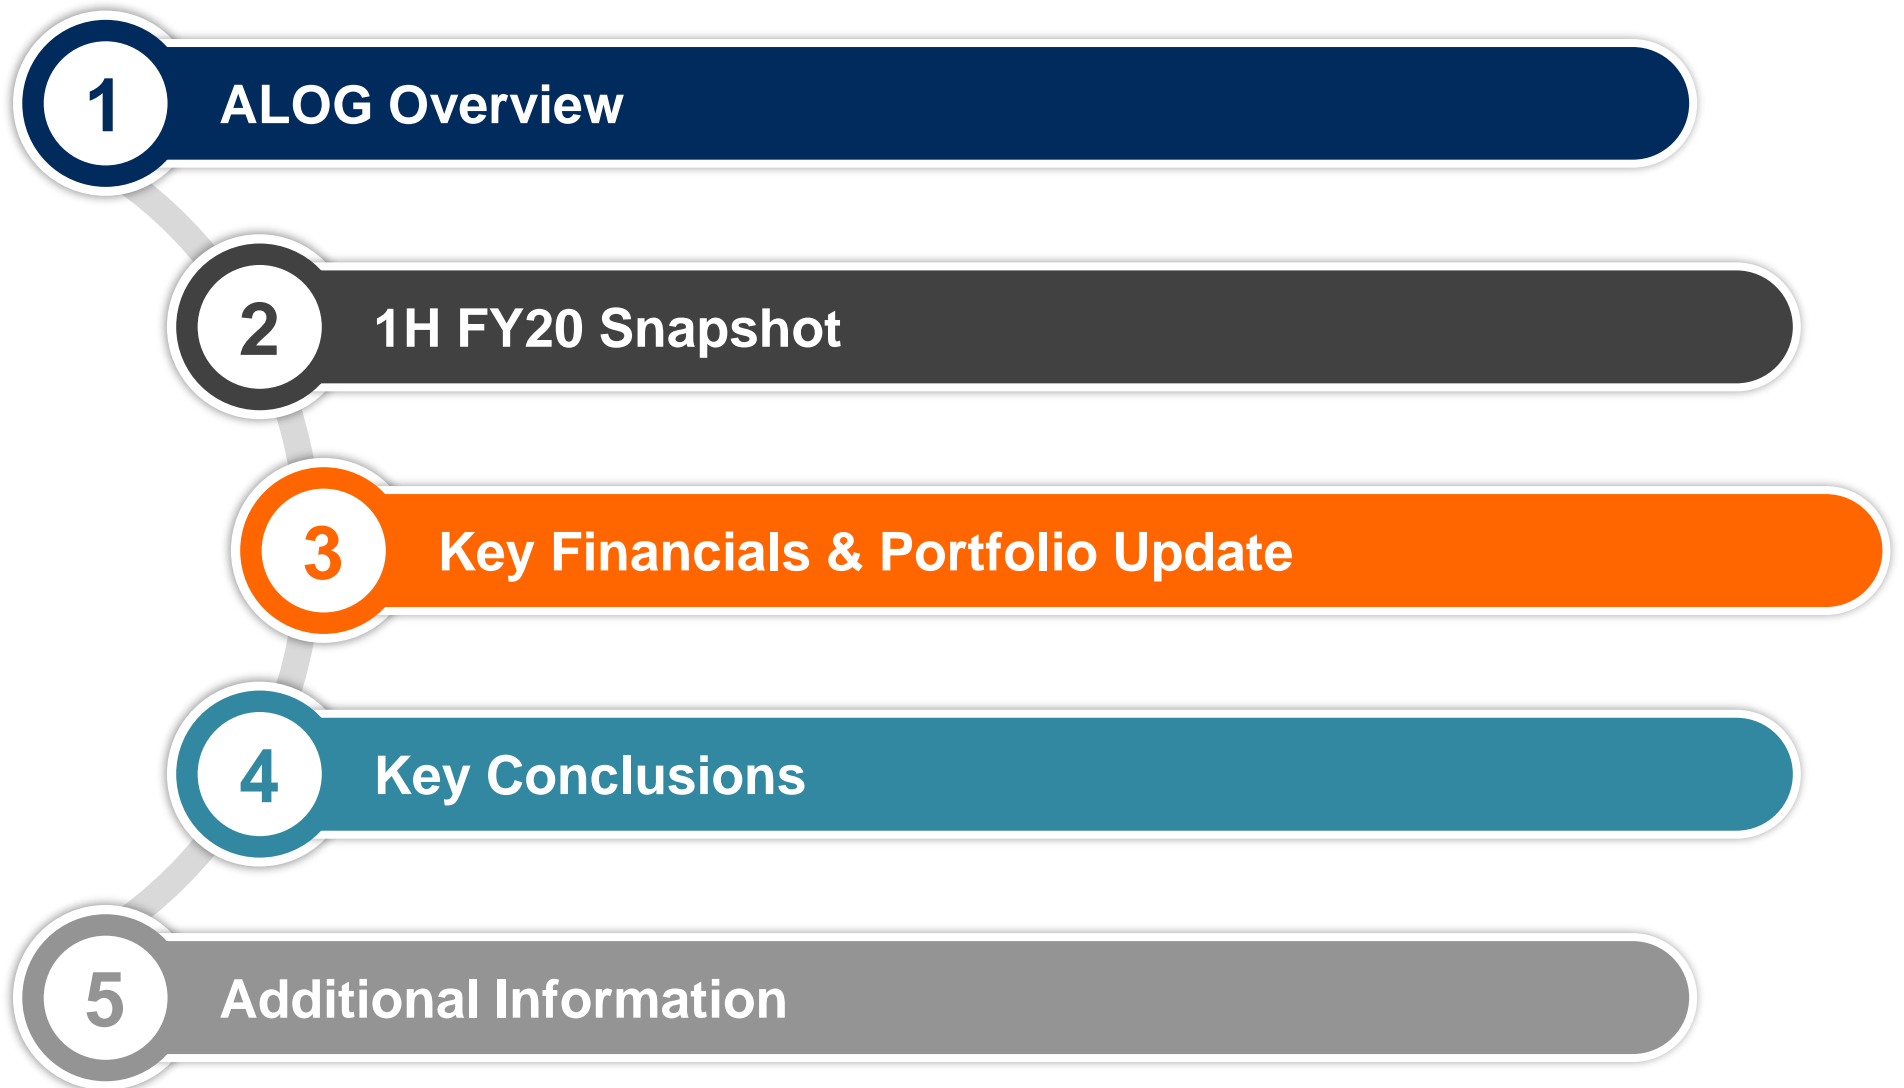 1
ALOG Overview
2
1H FY20 Snapshot
3
Key Financials & Portfolio Update
4
Key Conclusions
5
Additional Information